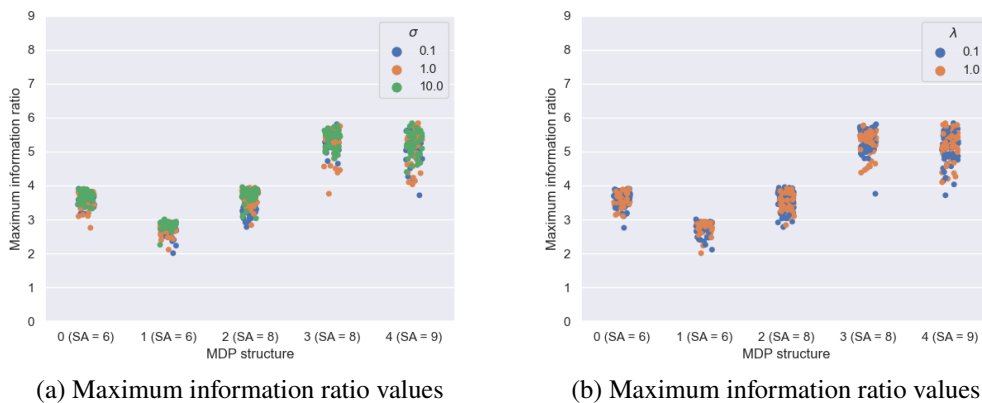 9
8
7
6
5
4
3
2
1
0
Maximum information ratio
σ
0.1
1.0
10.0
0 (SA = 6) 1 (SA = 6) 2 (SA = 8) 3 (SA = 8) 4 (SA = 9)
MDP structure
(a) Maximum information ratio values
9
8
7
6
5
4
3
2
1
0
Maximum information ratio
λ
0.1
1.0
0 (SA = 6) 1 (SA = 6) 2 (SA = 8) 3 (SA = 8) 4 (SA = 9)
MDP structure
(b) Maximum information ratio values